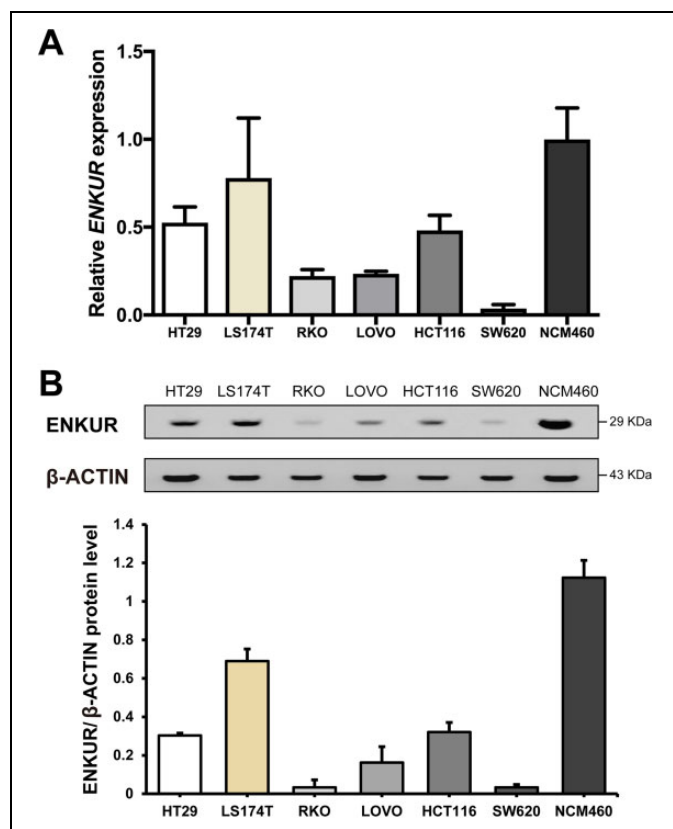 A
Relative ENKUR expression
1.5
1.0
0.5
0.0
HT29 LS174T RKO LOVO HCT116 SW620 NCM460
B
HT29 LS174T RKO LOVO HCT116 SW620 NCM460
ENKUR 29 KDa
β-ACTIN 43 KDa
ENKUR/ β-ACTIN protein level
1.4
1.2
1
0.8
0.6
0.4
0.2
0
HT29 LS174T RKO LOVO HCT116 SW620 NCM460